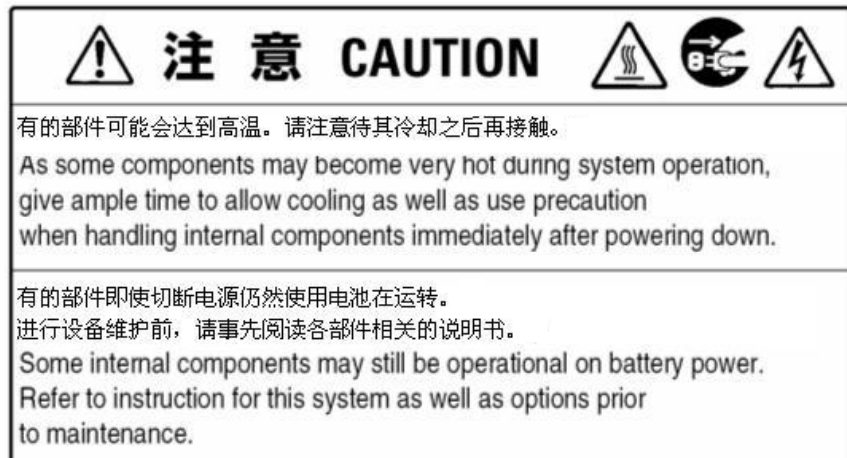 注 意 CAUTION
有的部件可能会达到高温。请注意待其冷却之后再接触。
As some components may become very hot during system operation,
give ample time to allow cooling as well as use precaution
when handling internal components immediately after powering down.
有的部件即使切断电源仍然使用电池在运转。
进行设备维护前，请事先阅读各部件相关的说明书。
Some internal components may still be operational on battery power.
Refer to instruction for this system as well as options prior
to maintenance.